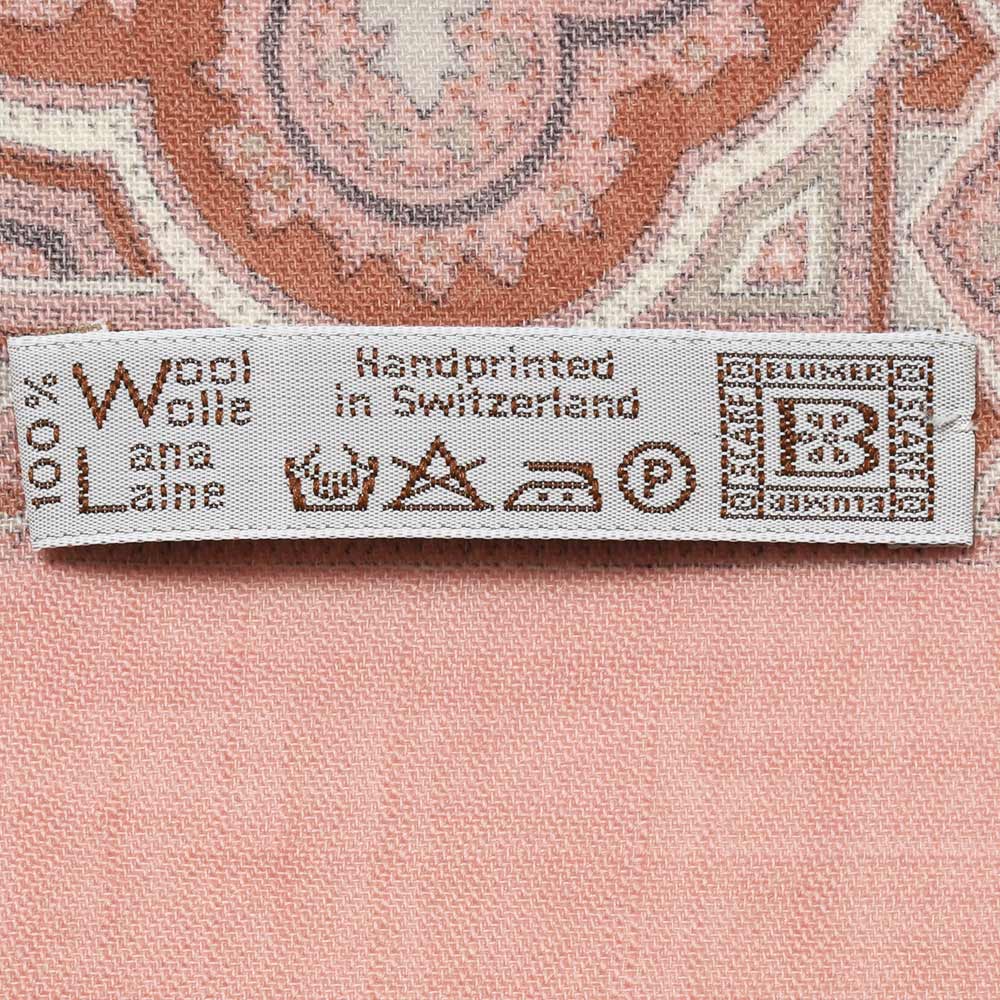 100%
Wool
Wolle
Lana
Laine
Handprinted
in Switzerland
P
BLUMER
SCARF
B
SCARF
BLUMER